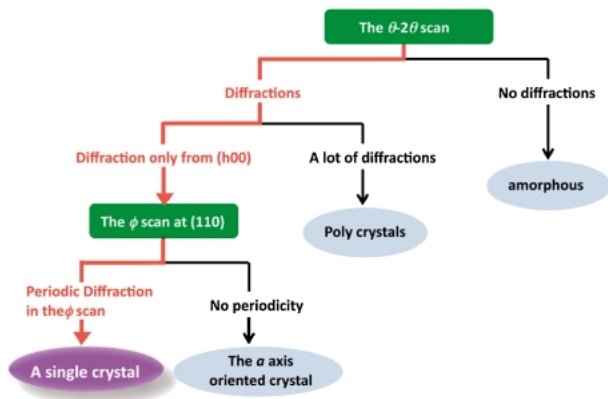 The θ-2θ scan
Diffractions
No diffractions
Diffraction only from (h00)
A lot of diffractions
amorphous
The ϕ scan at (110)
Poly crystals
Periodic Diffraction
in theϕ scan
No periodicity
A single crystal
The a axis
oriented crystal